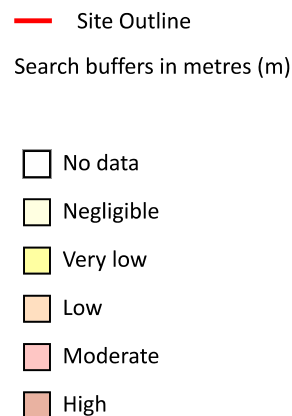 Site Outline
Search buffers in metres (m)
No data
Negligible
Very low
Low
Moderate
High